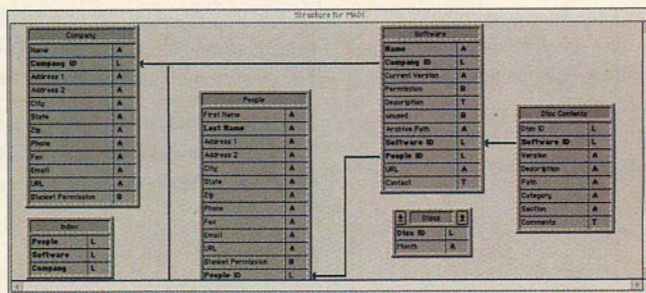 Structure for MADI
Company
Name A
Company ID L
Address 1 A
Address 2 A
City A
State A
Zip A
Phone A
Fax A
Email A
URL A
Blanket Permission B
Index
People L
Software L
Company L
People
First Name A
Last Name A
Address 1 A
Address 2 A
City A
State A
Zip A
Phone A
Fax A
Email A
URL A
Blanket Permission B
People ID L
Software
Name A
Company ID L
Current Version A
Permission B
Description T
unused B
Archive Path A
Software ID L
People ID L
URL A
Contact T
Discs
Disc ID L
Month A
Disc Contents
Disc ID L
Software ID L
Version A
Description A
Path A
Category A
Section A
Comments T